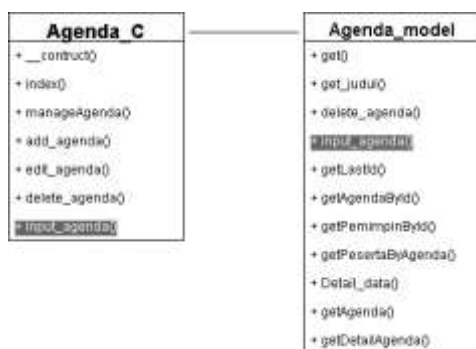 Agenda_C
+ __contruct()
+ index()
+ manageAgenda()
+ add_agenda()
+ edit_agenda()
+ delete_agenda()
+ input_agenda()
Agenda_model
+ get()
+ get_judul()
+ delete_agenda()
+ input_agenda()
+ getLastId()
+ getAgendaById()
+ getPemimpinById()
+ getPesertaByAgenda()
+ Detail_data()
+ getAgenda()
+ getDetailAgenda()